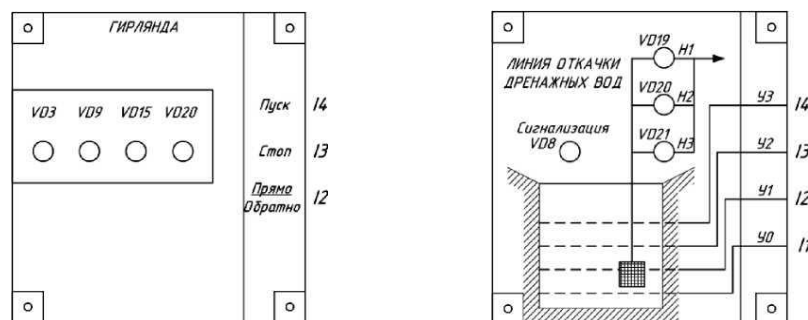 ГИРЛЯНДА
VD3 VD9 VD15 VD20
Пуск I4
Стоп I3
Прямо
Обратно I2
ЛИНИЯ ОТКАЧКИ
ДРЕНАЖНЫХ ВОД
VD19 H1
VD20 H2
VD21 H3
Сигнализация
VD8
У3 I4
У2 I3
У1 I2
У0 I1